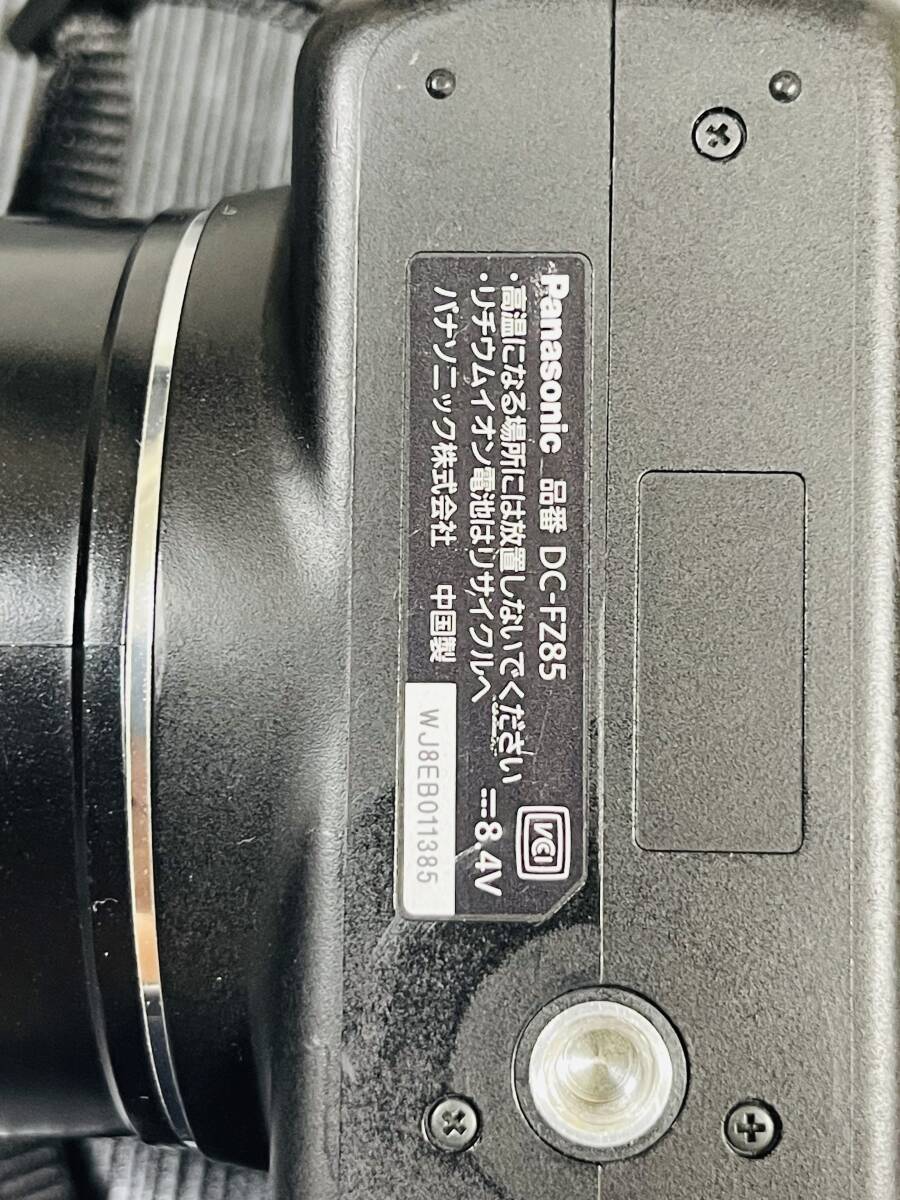 Panasonic 品番 DC-FZ85
・高温になる場所には放置しないでください
・リチウムイオン電池はリサイクルへ ⎓8.4V
パナソニック株式会社 中国製
WJ8EB011385
VCI